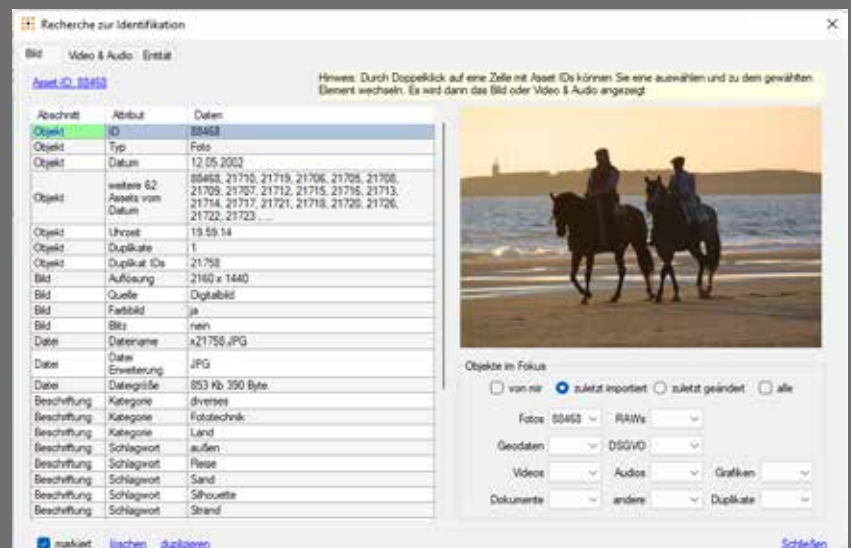 Recherche zur Identifikation
Bild Video & Audio Entität
Asset-ID: 88468
Hinweis: Durch Doppelklick auf eine Zeile mit Asset IDs können Sie eine auswählen und zu dem gewählten
Element wechseln. Es wird dann das Bild oder Video & Audio angezeigt
Abschnitt Attribut Daten
Objekt ID 88468
Objekt Typ Foto
Objekt Datum 12.05.2002
Objekt weitere 62 Assets vom Datum 88468, 21710, 21719, 21706, 21705, 21708,
21709, 21707, 21712, 21715, 21716, 21713,
21714, 21717, 21721, 21718, 21720, 21726,
21722, 21723 , ...
Objekt Uhrzeit 19.59.14
Objekt Duplikate 1
Objekt Duplikat IDs 21758
Bild Auflösung 2160 x 1440
Bild Quelle Digitalbild
Bild Farbbild ja
Bild Blitz nein
Datei Dateiname x21758.JPG
Datei Datei Erweiterung JPG
Datei Dateigröße 853 Kb 390 Byte
Beschriftung Kategorie diverses
Beschriftung Kategorie Fototechnik
Beschriftung Kategorie Land
Beschriftung Schlagwort außen
Beschriftung Schlagwort Reise
Beschriftung Schlagwort Sand
Beschriftung Schlagwort Silhouette
Beschriftung Schlagwort Strand
Objekte im Fokus
von mir zuletzt importiert zuletzt geändert alle
Fotos 88468 RAWs
Geodaten DSGVO
Videos Audios Grafiken
Dokumente andere Duplikate
markiert löschen duplizieren Schließen